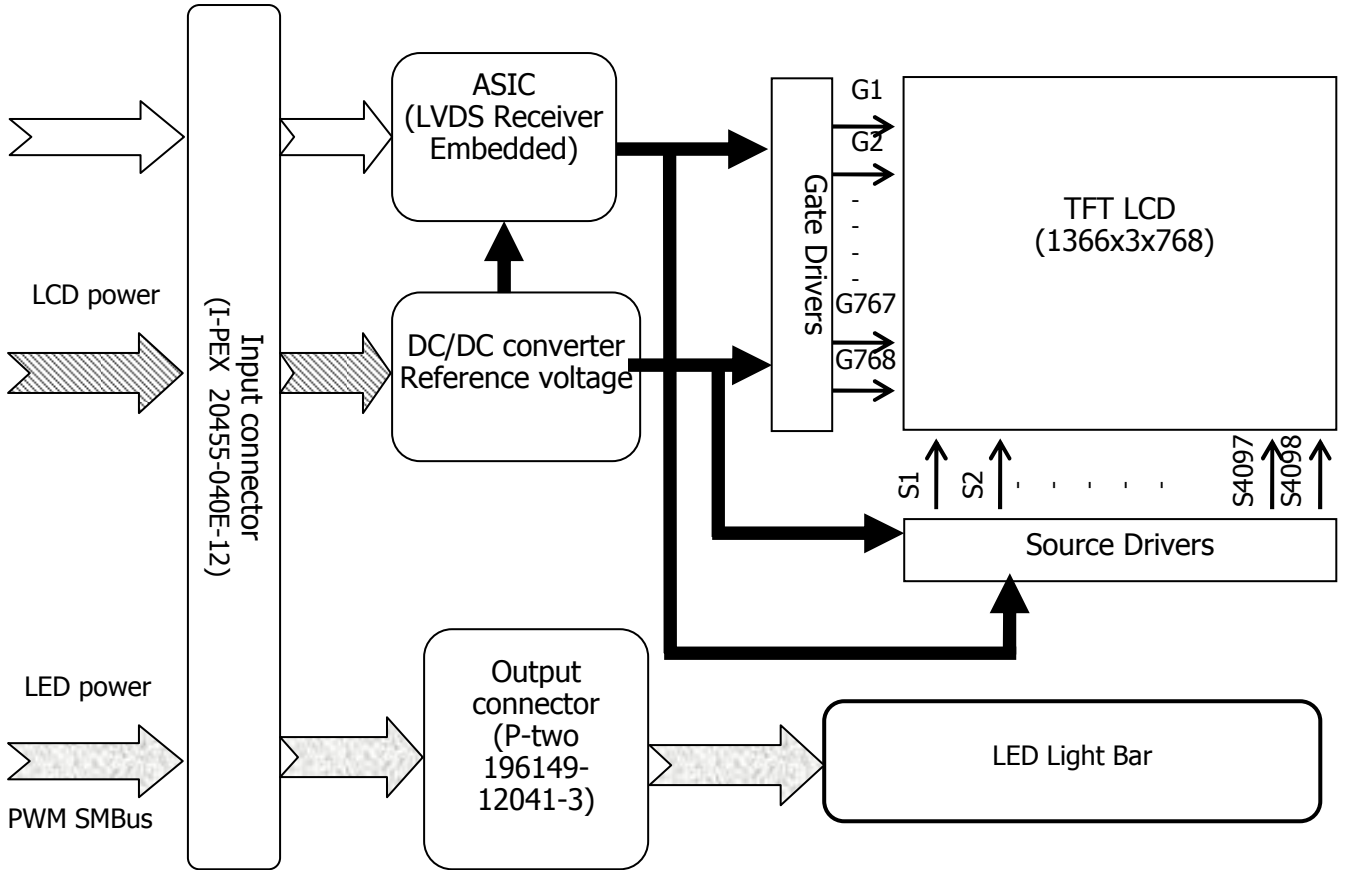 ASIC
(LVDS Receiver
Embedded)
G1
G2
-
-
-
-
G767
G768
Gate Drivers
TFT LCD
(1366x3x768)
LCD power
Input connector
(I-PEX 20455-040E-12)
DC/DC converter
Reference voltage
S1
S2
- - - - -
S4097
S4098
Source Drivers
LED power
PWM SMBus
Output
connector
(P-two
196149-
12041-3)
LED Light Bar